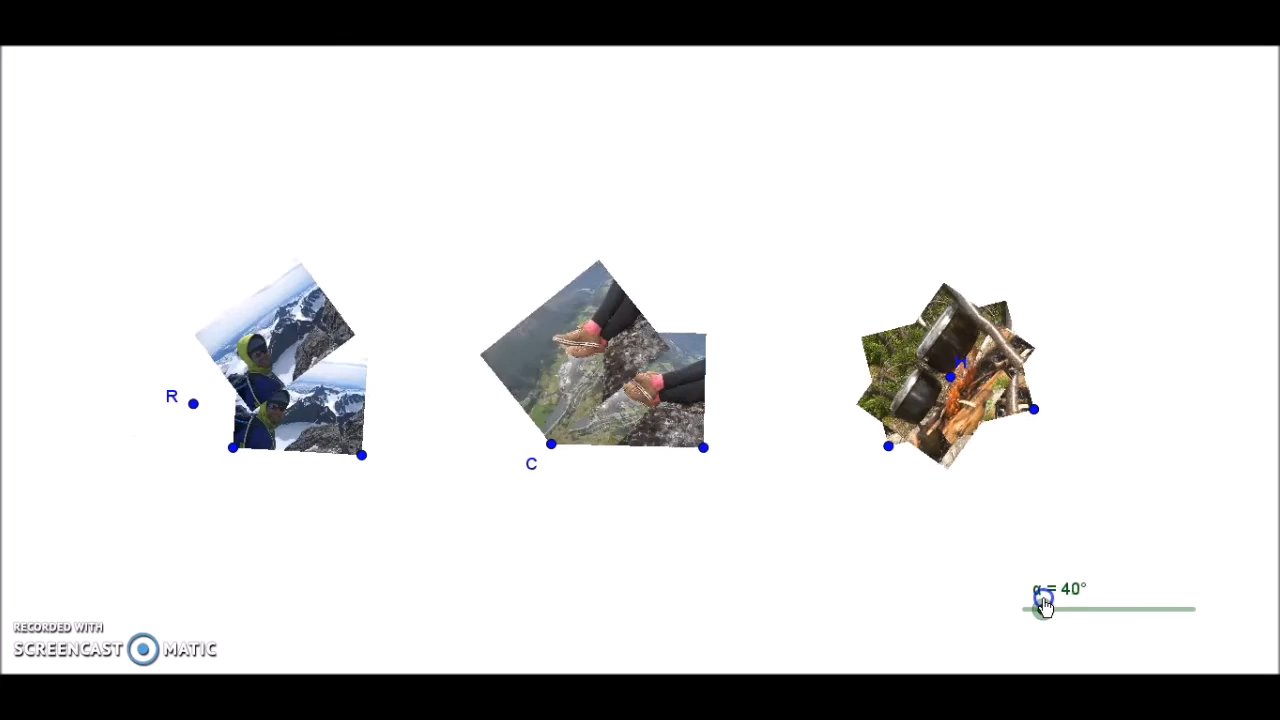 R
C
H
α = 40°
RECORDED WITH
SCREENCAST MATIC